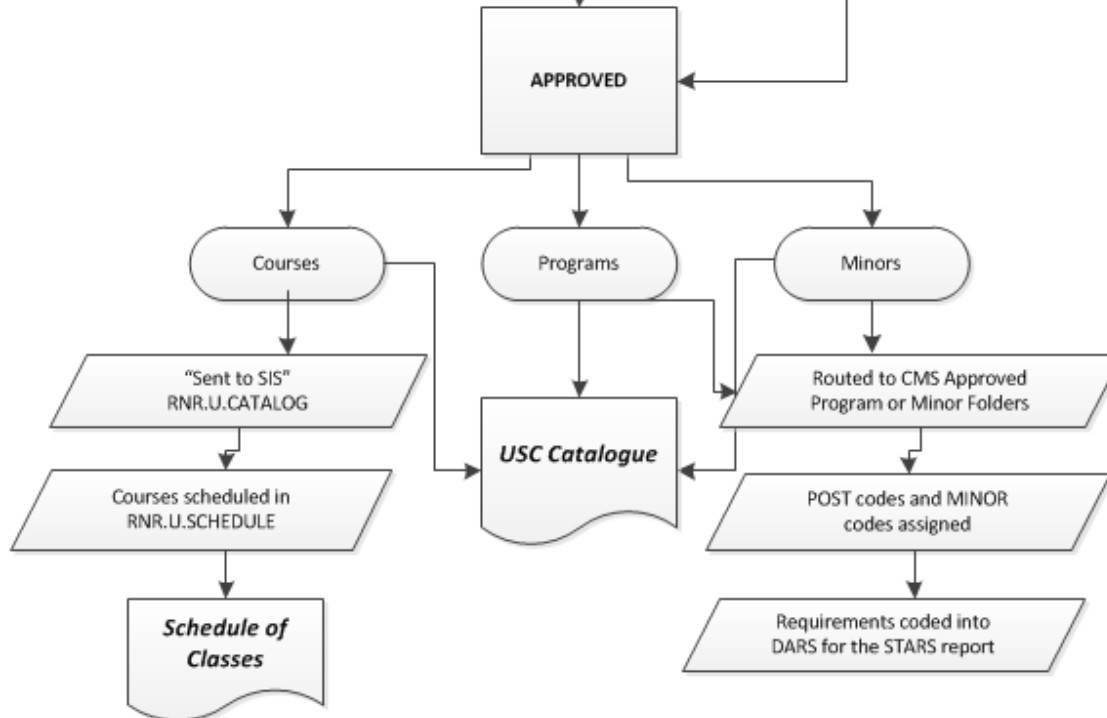 APPROVED
Courses
Programs
Minors
“Sent to SIS”
RNR.U.CATALOG
Routed to CMS Approved
Program or Minor Folders
USC Catalogue
Courses scheduled in
RNR.U.SCHEDULE
POST codes and MINOR
codes assigned
Schedule of
Classes
Requirements coded into
DARS for the STARS report